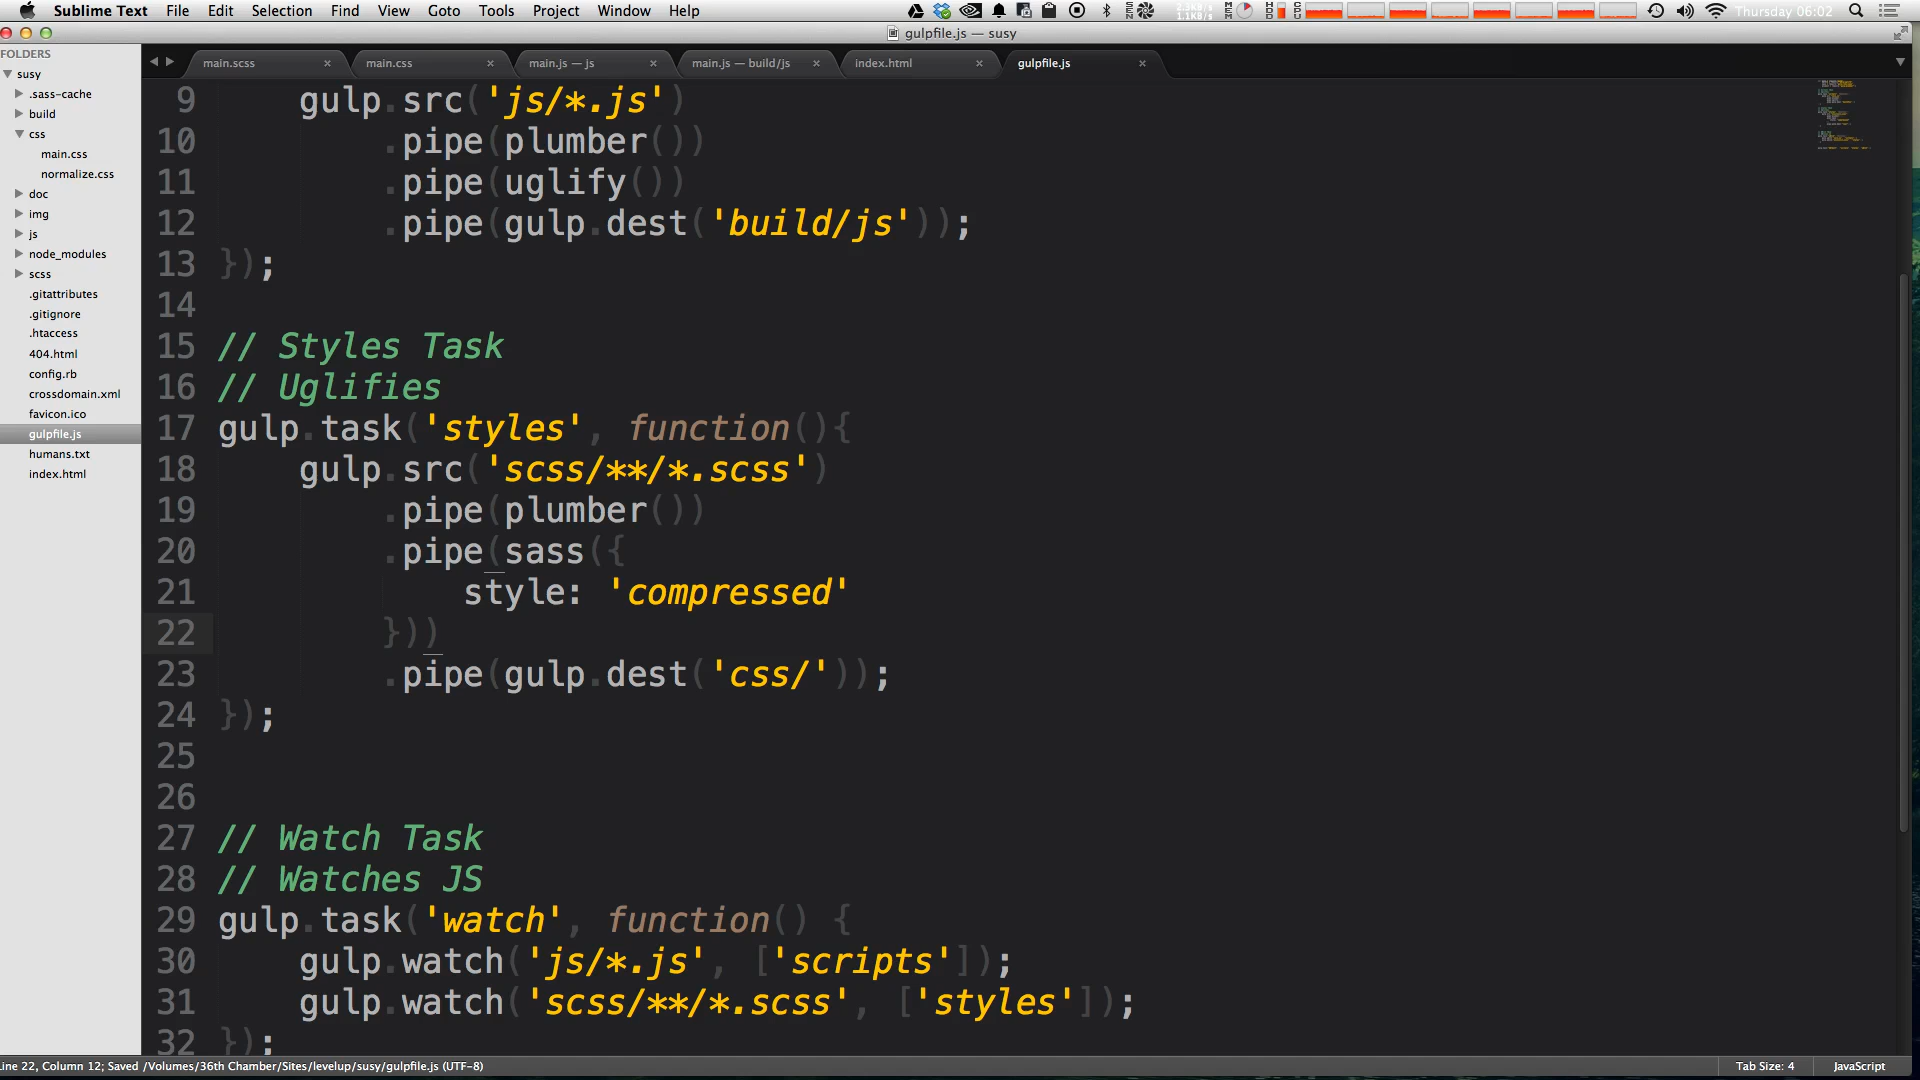 Sublime Text File Edit Selection Find View Goto Tools Project Window Help
Thursday 06:02
gulpfile.js — susy
FOLDERS
susy
.sass-cache
build
css
main.css
normalize.css
doc
img
js
node_modules
scss
.gitattributes
.gitignore
.htaccess
404.html
config.rb
crossdomain.xml
favicon.ico
gulpfile.js
humans.txt
index.html
main.scss main.css main.js — js main.js — build/js index.html gulpfile.js
9 gulp.src('js/*.js')
10 .pipe(plumber())
11 .pipe(uglify())
12 .pipe(gulp.dest('build/js'));
13 });
14
15 // Styles Task
16 // Uglifies
17 gulp.task('styles', function(){
18 gulp.src('scss/**/*.scss')
19 .pipe(plumber())
20 .pipe(sass({
21 style: 'compressed'
22 }))
23 .pipe(gulp.dest('css/'));
24 });
25
26
27 // Watch Task
28 // Watches JS
29 gulp.task('watch', function() {
30 gulp.watch('js/*.js', ['scripts']);
31 gulp.watch('scss/**/*.scss', ['styles']);
32 });
Line 22, Column 12; Saved /Volumes/36th Chamber/Sites/levelup/susy/gulpfile.js (UTF-8) Tab Size: 4 JavaScript